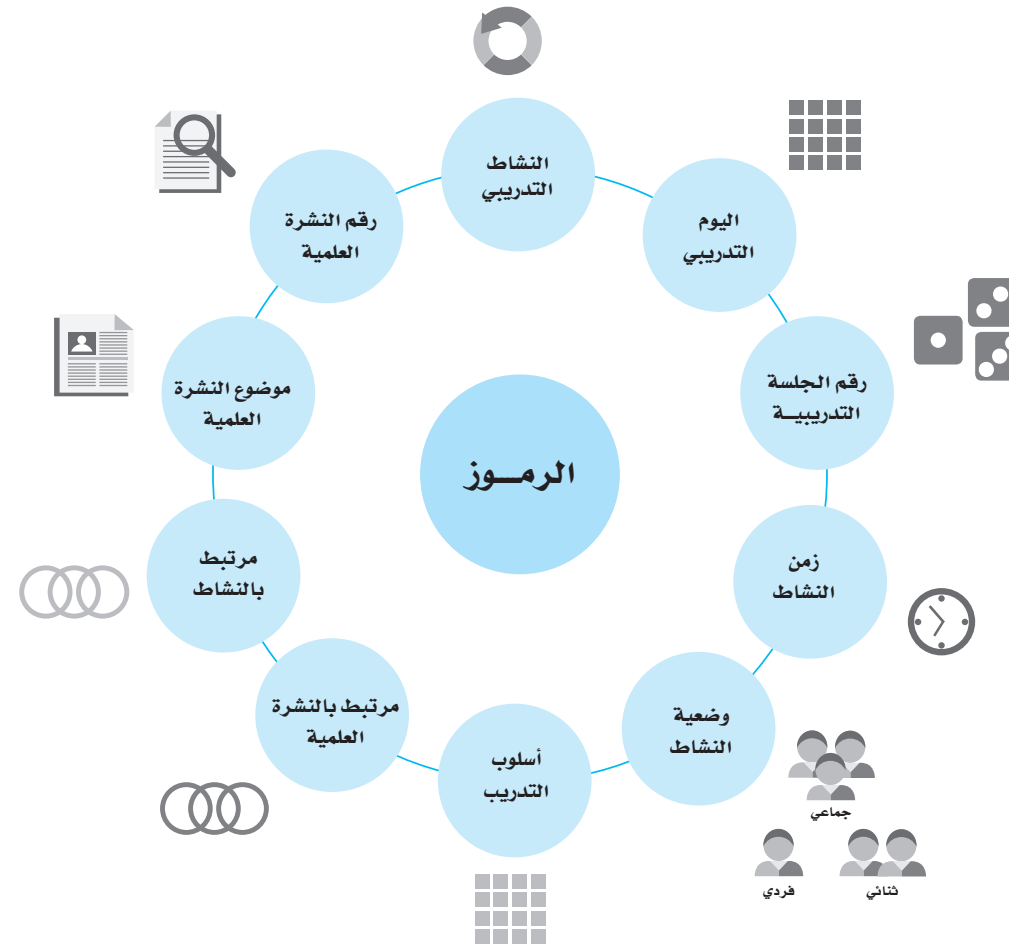 الرمـــوز
النشاط
التدريبي
اليوم
التدريبي
رقم الجلسة
التدريبيــة
زمن
النشاط
وضعية
النشاط
جماعي
ثنائي
فردي
أسلوب
التدريب
مرتبط بالنشرة
العلمية
مرتبط
بالنشاط
موضوع النشرة
العلمية
رقم النشرة
العلمية